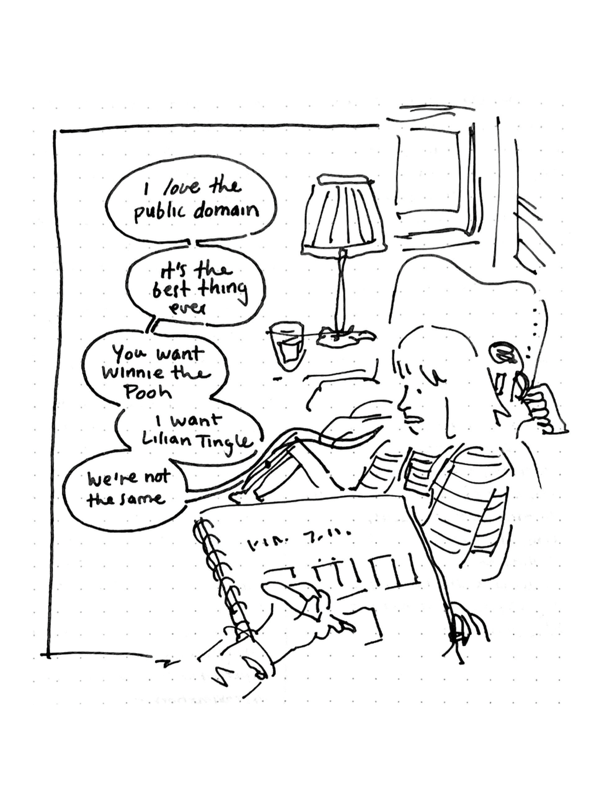 I love the
public domain
it's the
best thing
ever
You want
Winnie the
Pooh
I want
Lilian Tingle
We're not
the same